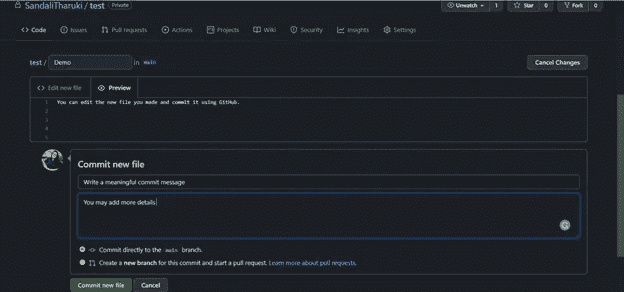 SandaliTharuki / test Private
Unwatch 1 Star 0 Fork 0
Code Issues Pull requests Actions Projects Wiki Security Insights Settings
test / Demo in main
Cancel Changes
Edit new file Preview
1 You can edit the new file you made and commit it using GitHub.
2
3
4
5
Commit new file
Write a meaningful commit message
You may add more details
Commit directly to the main branch.
Create a new branch for this commit and start a pull request. Learn more about pull requests.
Commit new file Cancel